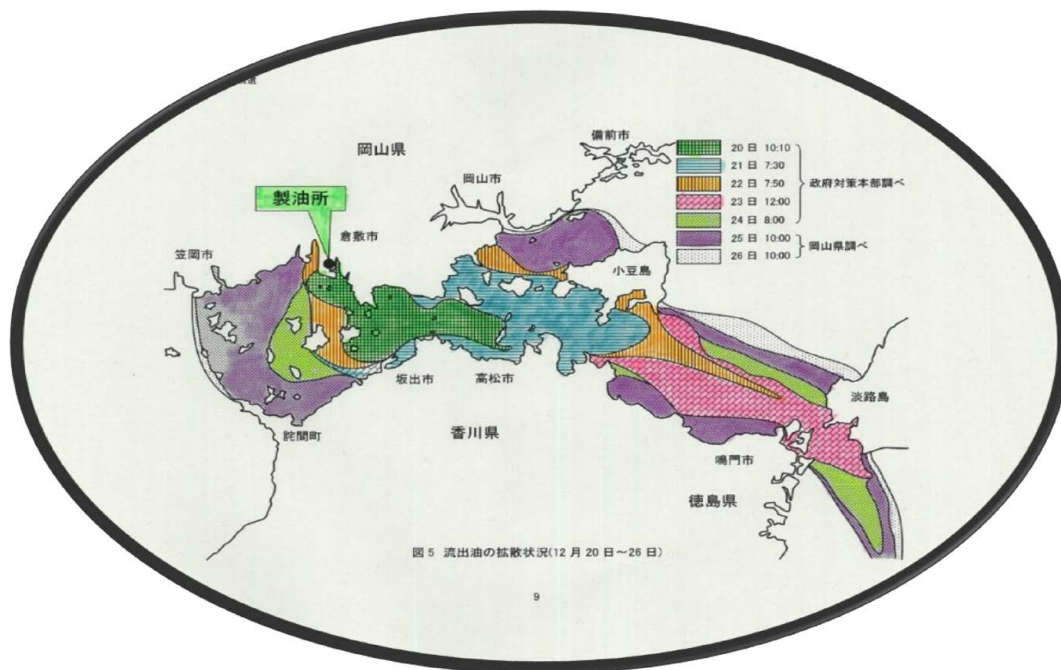 岡山県
備前市
岡山市
製油所
倉敷市
笠岡市
小豆島
20 日 10:10
21 日 7:30
22 日 7:50
23 日 12:00
24 日 8:00
25 日 10:00
26 日 10:00
政府対策本部調べ
岡山県調べ
坂出市
高松市
淡路島
詫間町
香川県
鳴門市
徳島県
図 5 流出油の拡散状況(12 月 20 日～26 日)
9